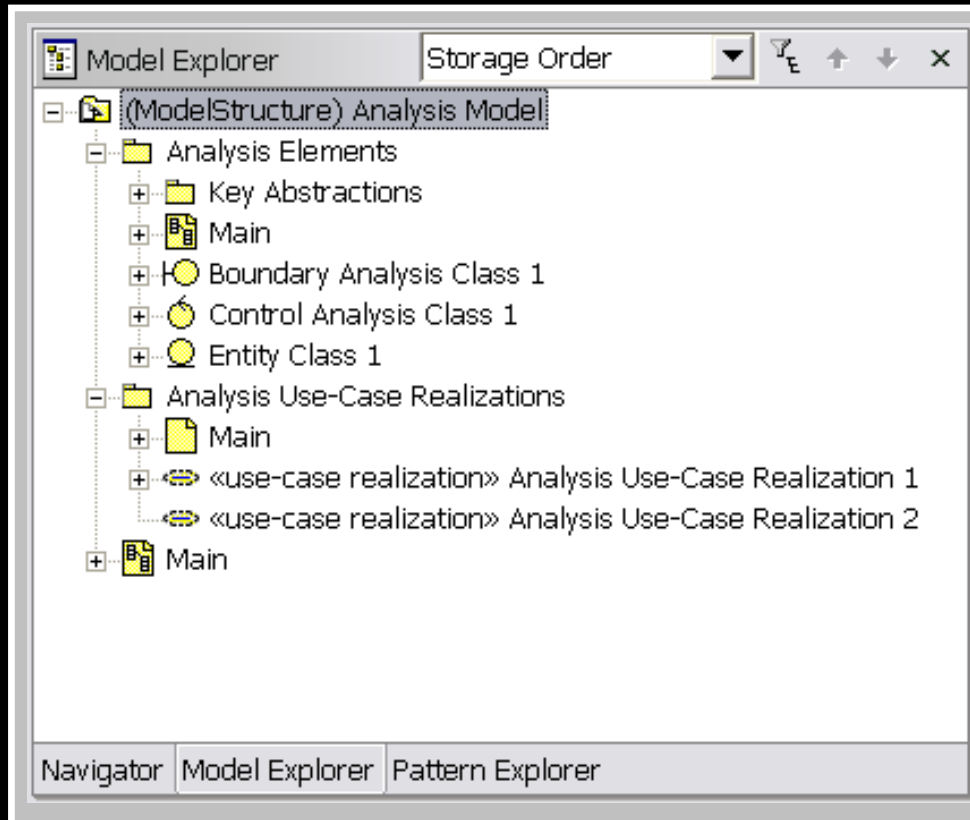 Model Explorer Storage Order
(ModelStructure) Analysis Model
Analysis Elements
Key Abstractions
Main
Boundary Analysis Class 1
Control Analysis Class 1
Entity Class 1
Analysis Use-Case Realizations
Main
«use-case realization» Analysis Use-Case Realization 1
«use-case realization» Analysis Use-Case Realization 2
Main
Navigator Model Explorer Pattern Explorer